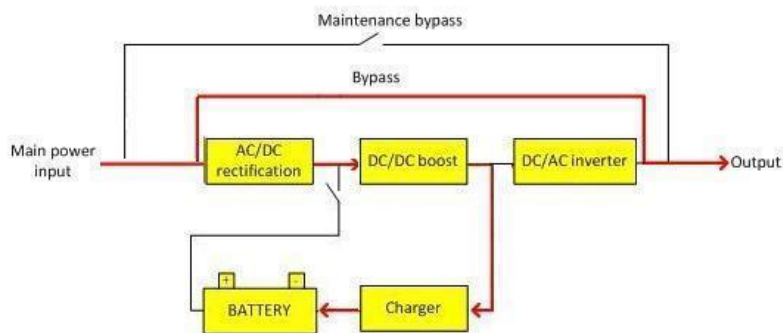 Maintenance bypass
Bypass
Main power
input
AC/DC
rectification
DC/DC boost
DC/AC inverter
Output
+
-
BATTERY
Charger